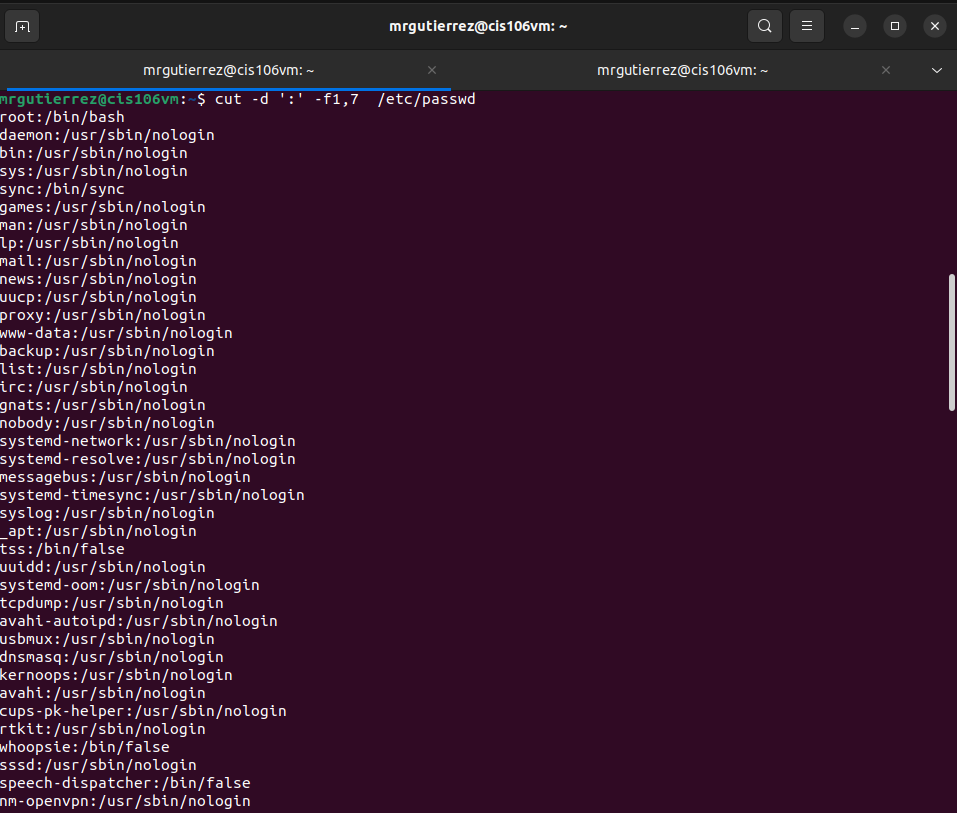 mrgutierrez@cis106vm: ~
mrgutierrez@cis106vm: ~
mrgutierrez@cis106vm: ~
mrgutierrez@cis106vm:~$ cut -d ':' -f1,7  /etc/passwd
root:/bin/bash
daemon:/usr/sbin/nologin
bin:/usr/sbin/nologin
sys:/usr/sbin/nologin
sync:/bin/sync
games:/usr/sbin/nologin
man:/usr/sbin/nologin
lp:/usr/sbin/nologin
mail:/usr/sbin/nologin
news:/usr/sbin/nologin
uucp:/usr/sbin/nologin
proxy:/usr/sbin/nologin
www-data:/usr/sbin/nologin
backup:/usr/sbin/nologin
list:/usr/sbin/nologin
irc:/usr/sbin/nologin
gnats:/usr/sbin/nologin
nobody:/usr/sbin/nologin
systemd-network:/usr/sbin/nologin
systemd-resolve:/usr/sbin/nologin
messagebus:/usr/sbin/nologin
systemd-timesync:/usr/sbin/nologin
syslog:/usr/sbin/nologin
_apt:/usr/sbin/nologin
tss:/bin/false
uuidd:/usr/sbin/nologin
systemd-oom:/usr/sbin/nologin
tcpdump:/usr/sbin/nologin
avahi-autoipd:/usr/sbin/nologin
usbmux:/usr/sbin/nologin
dnsmasq:/usr/sbin/nologin
kernoops:/usr/sbin/nologin
avahi:/usr/sbin/nologin
cups-pk-helper:/usr/sbin/nologin
rtkit:/usr/sbin/nologin
whoopsie:/bin/false
sssd:/usr/sbin/nologin
speech-dispatcher:/bin/false
nm-openvpn:/usr/sbin/nologin